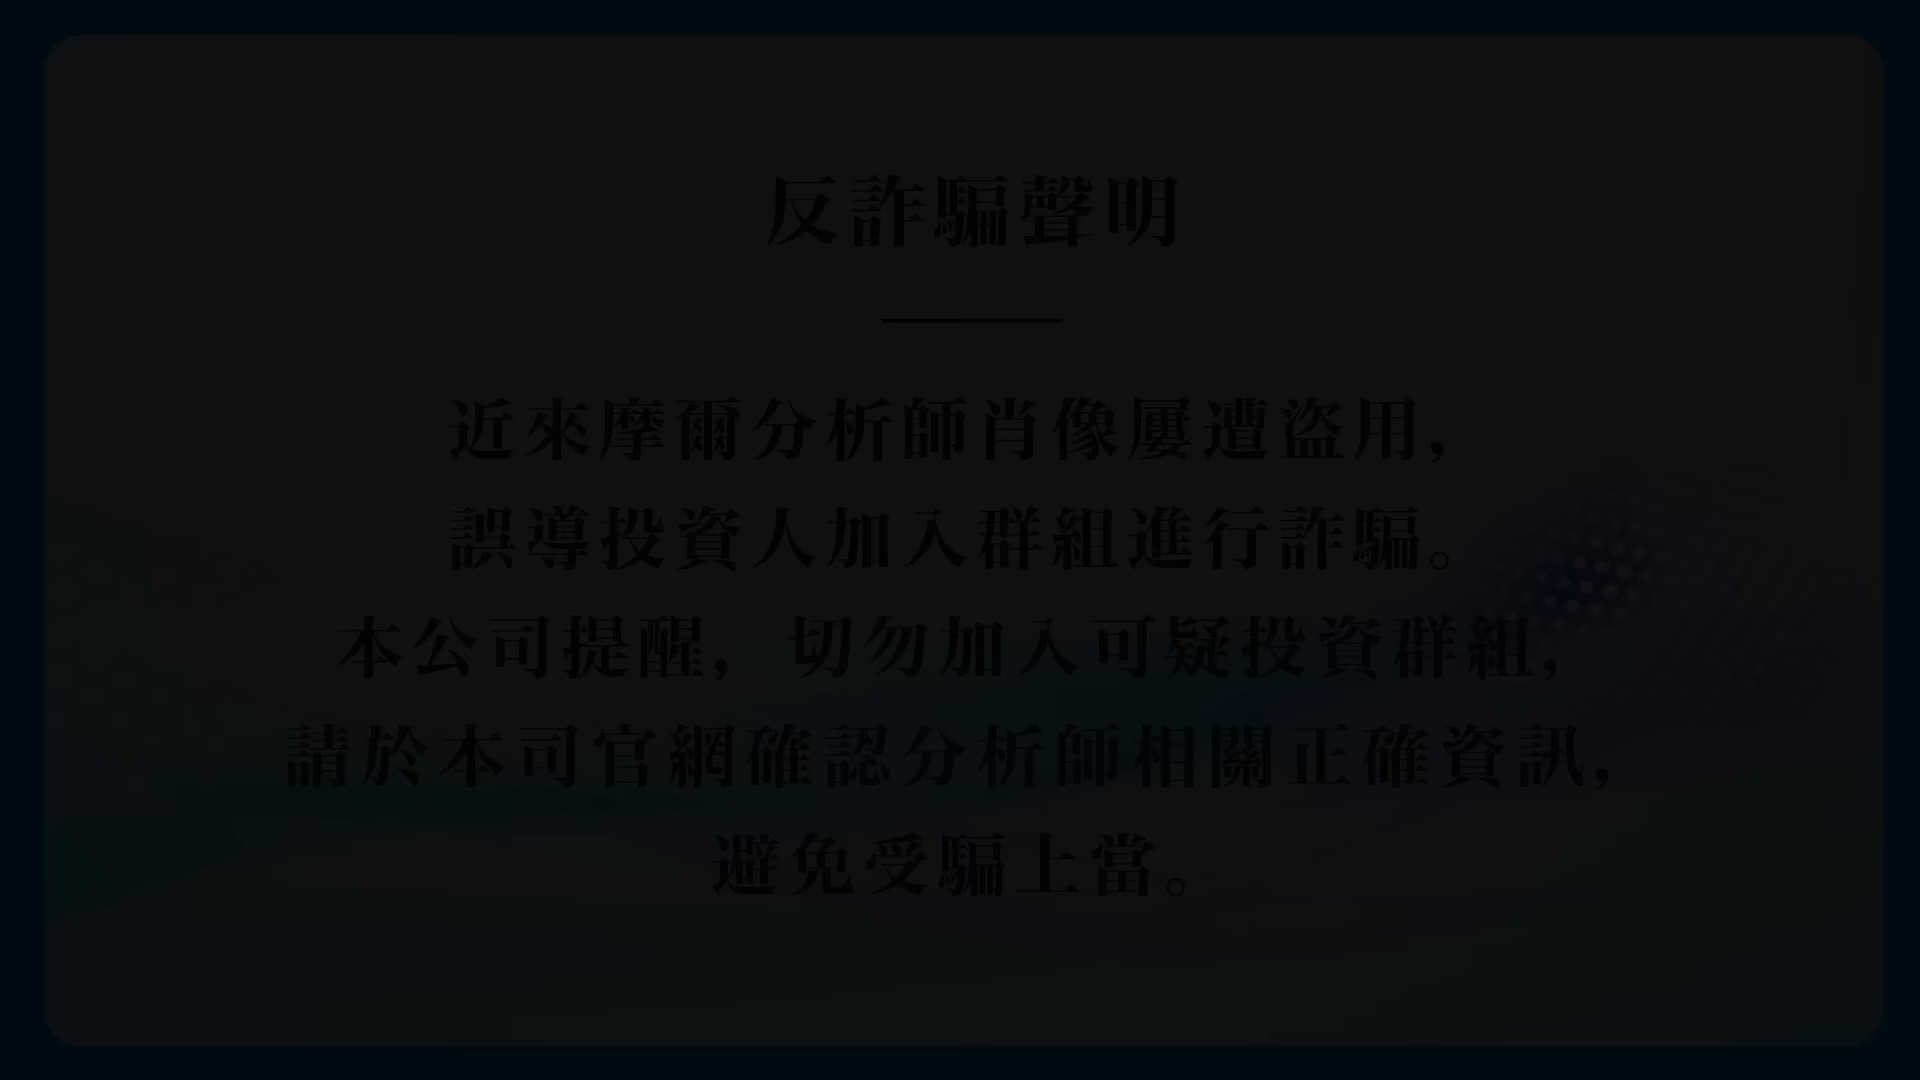 反詐騙聲明
近來摩爾分析師肖像屢遭盜用，
誤導投資人加入群組進行詐騙。
本公司提醒，切勿加入可疑投資群組，
請於本司官網確認分析師相關正確資訊，
避免受騙上當。